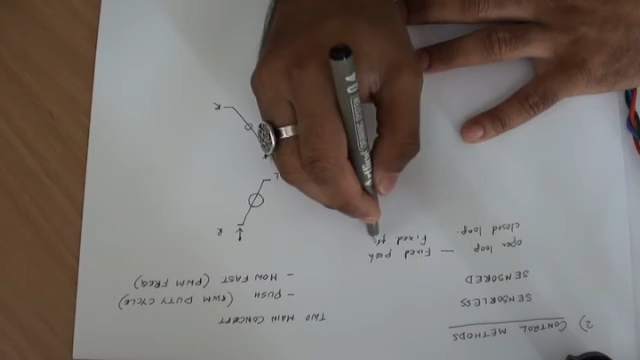 2) CONTROL METHODS
SENSORLESS
SENSORED
open loop - Fixed push
closed loop. Fixed
TWO MAIN CONCEPT
- PUSH (PWM DUTY CYCLE)
- HOW FAST (PWM FREQ)
R L
R